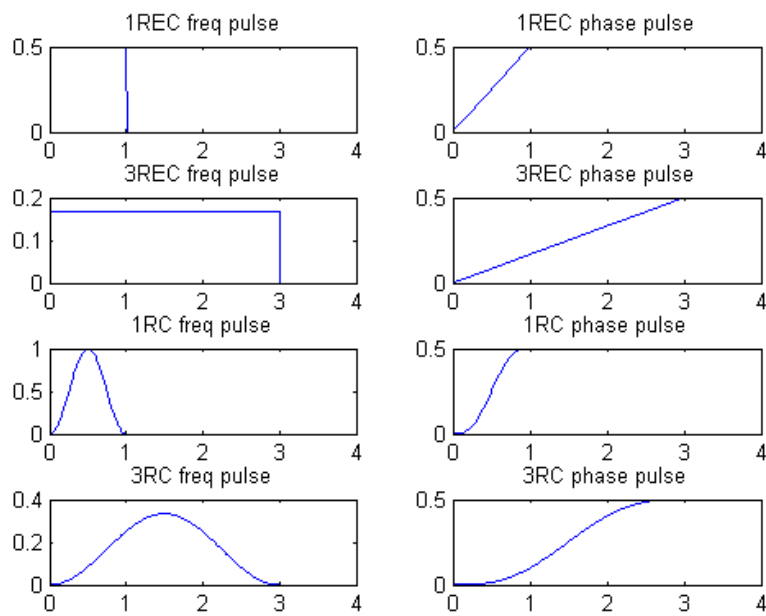 1REC freq pulse
0.5
0
0 1 2 3 4
1REC phase pulse
0.5
0
0 1 2 3 4
3REC freq pulse
0.2
0.1
0
0 1 2 3 4
3REC phase pulse
0.5
0
0 1 2 3 4
1RC freq pulse
1
0.5
0
0 1 2 3 4
1RC phase pulse
0.5
0
0 1 2 3 4
3RC freq pulse
0.4
0.2
0
0 1 2 3 4
3RC phase pulse
0.5
0
0 1 2 3 4